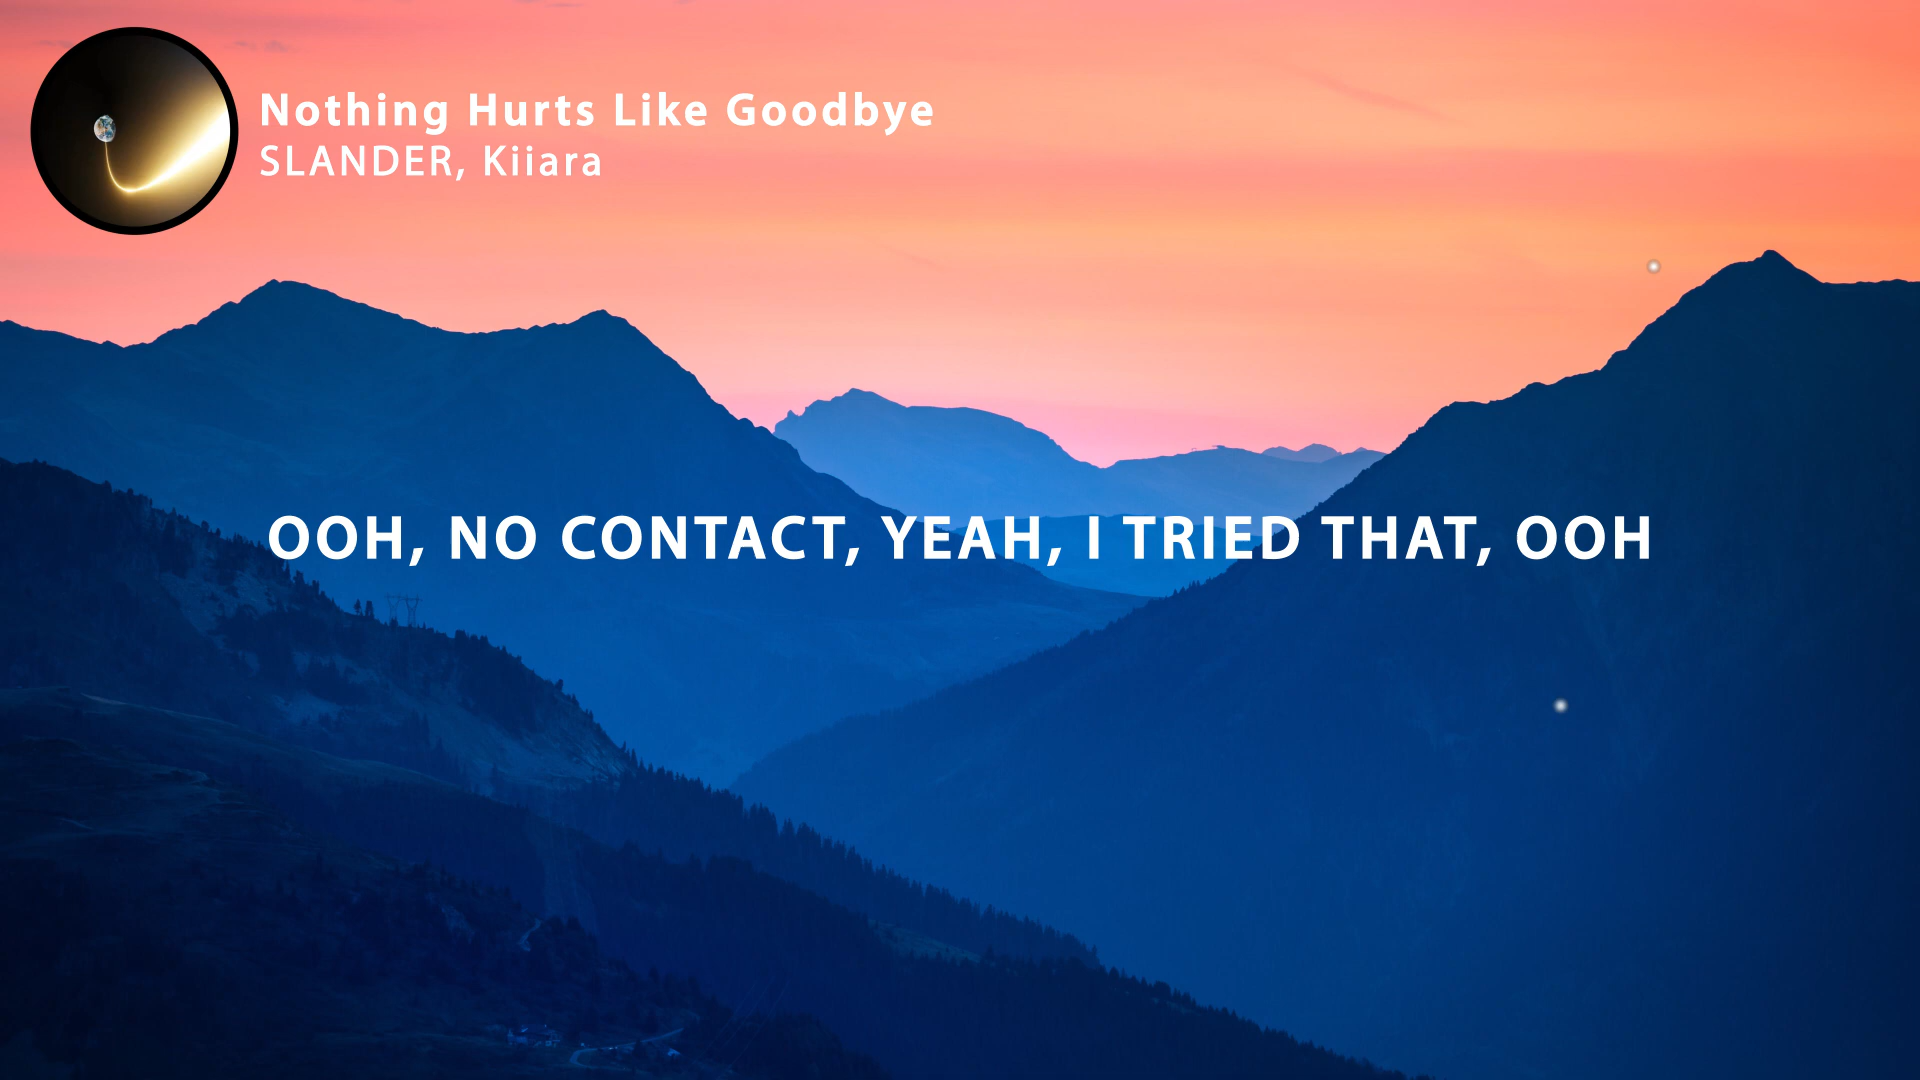 Nothing Hurts Like Goodbye
SLANDER, Kiiara
OOH, NO CONTACT, YEAH, I TRIED THAT, OOH